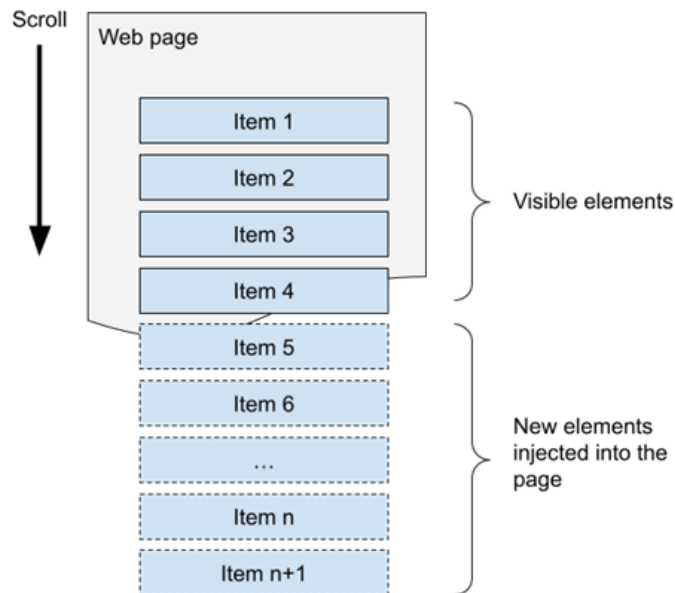 Scroll
Web page
Item 1
Item 2
Item 3
Item 4
Visible elements
Item 5
Item 6
...
Item n
Item n+1
New elements
injected into the
page